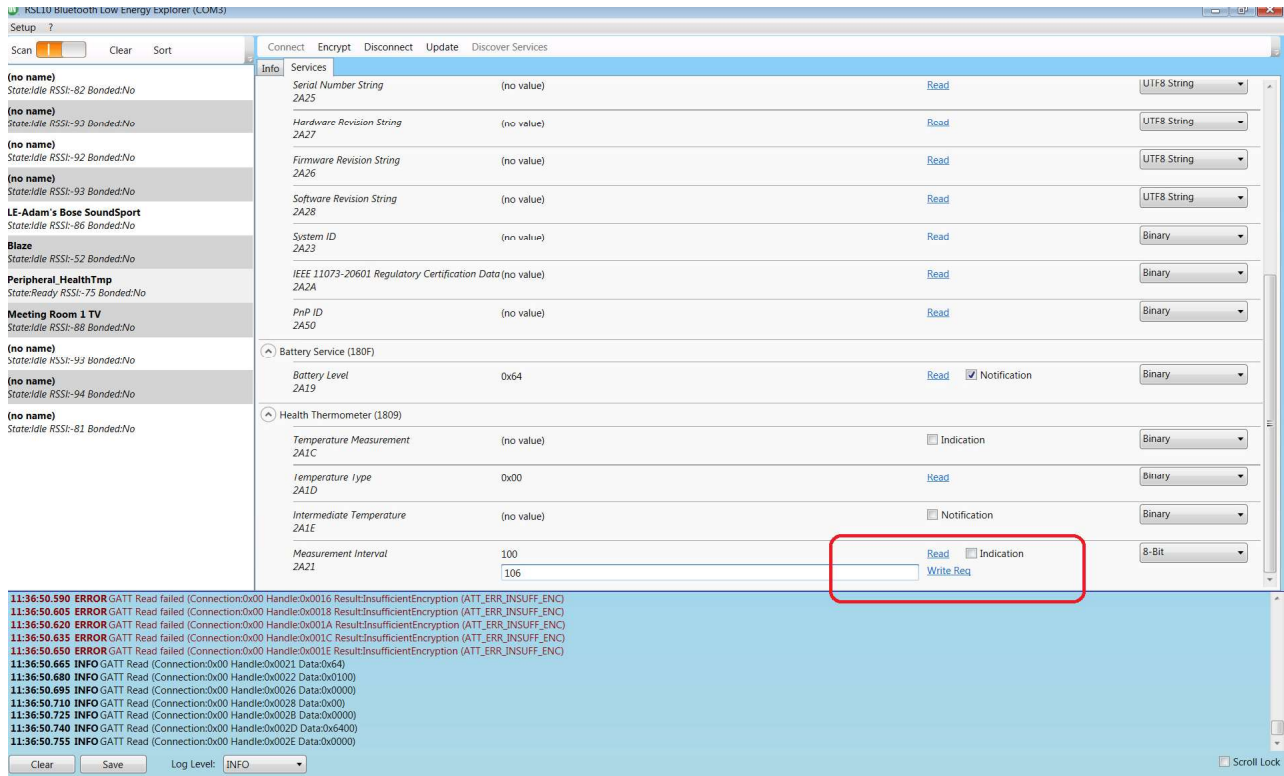 RSL10 Bluetooth Low Energy Explorer (COM3)
Setup ?
Scan Clear Sort
Connect Encrypt Disconnect Update Discover Services
Info Services
(no name)
State:Idle RSSI:-82 Bonded:No
(no name)
State:Idle RSSI:-93 Bonded:No
(no name)
State:Idle RSSI:-92 Bonded:No
(no name)
State:Idle RSSI:-93 Bonded:No
LE-Adam's Bose SoundSport
State:Idle RSSI:-86 Bonded:No
Blaze
State:Idle RSSI:-52 Bonded:No
Peripheral_HealthTmp
State:Ready RSSI:-75 Bonded:No
Meeting Room 1 TV
State:Idle RSSI:-88 Bonded:No
(no name)
State:Idle RSSI:-93 Bonded:No
(no name)
State:Idle RSSI:-94 Bonded:No
(no name)
State:Idle RSSI:-81 Bonded:No
Serial Number String (no value) Read UTF8 String
2A25
Hardware Revision String (no value) Read UTF8 String
2A27
Firmware Revision String (no value) Read UTF8 String
2A26
Software Revision String (no value) Read UTF8 String
2A28
System ID (no value) Read Binary
2A23
IEEE 11073-20601 Regulatory Certification Data (no value) Read Binary
2A2A
PnP ID (no value) Read Binary
2A50
Battery Service (180F)
Battery Level 0x64 Read Notification Binary
2A19
Health Thermometer (1809)
Temperature Measurement (no value) Indication Binary
2A1C
Temperature Type 0x00 Read Binary
2A1D
Intermediate Temperature (no value) Notification Binary
2A1E
Measurement Interval 100 Read Indication 8-Bit
2A21 106 Write Req
11:36:50.590 ERROR GATT Read failed (Connection:0x00 Handle:0x0016 Result:InsufficientEncryption (ATT_ERR_INSUFF_ENC)
11:36:50.605 ERROR GATT Read failed (Connection:0x00 Handle:0x0018 Result:InsufficientEncryption (ATT_ERR_INSUFF_ENC)
11:36:50.620 ERROR GATT Read failed (Connection:0x00 Handle:0x001A Result:InsufficientEncryption (ATT_ERR_INSUFF_ENC)
11:36:50.635 ERROR GATT Read failed (Connection:0x00 Handle:0x001C Result:InsufficientEncryption (ATT_ERR_INSUFF_ENC)
11:36:50.650 ERROR GATT Read failed (Connection:0x00 Handle:0x001E Result:InsufficientEncryption (ATT_ERR_INSUFF_ENC)
11:36:50.665 INFO GATT Read (Connection:0x00 Handle:0x0021 Data:0x64)
11:36:50.680 INFO GATT Read (Connection:0x00 Handle:0x0022 Data:0x0100)
11:36:50.695 INFO GATT Read (Connection:0x00 Handle:0x0026 Data:0x0000)
11:36:50.710 INFO GATT Read (Connection:0x00 Handle:0x0028 Data:0x00)
11:36:50.725 INFO GATT Read (Connection:0x00 Handle:0x002B Data:0x0000)
11:36:50.740 INFO GATT Read (Connection:0x00 Handle:0x002D Data:0x6400)
11:36:50.755 INFO GATT Read (Connection:0x00 Handle:0x002E Data:0x0000)
Clear Save Log Level: INFO Scroll Lock